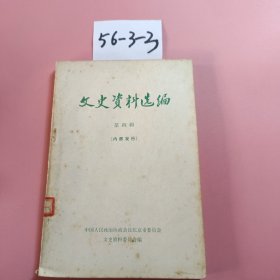 56-3-3
文史资料选编
第四辑
(内部发行)
中国人民政治协商会议北京市委员会
文史资料委员会编